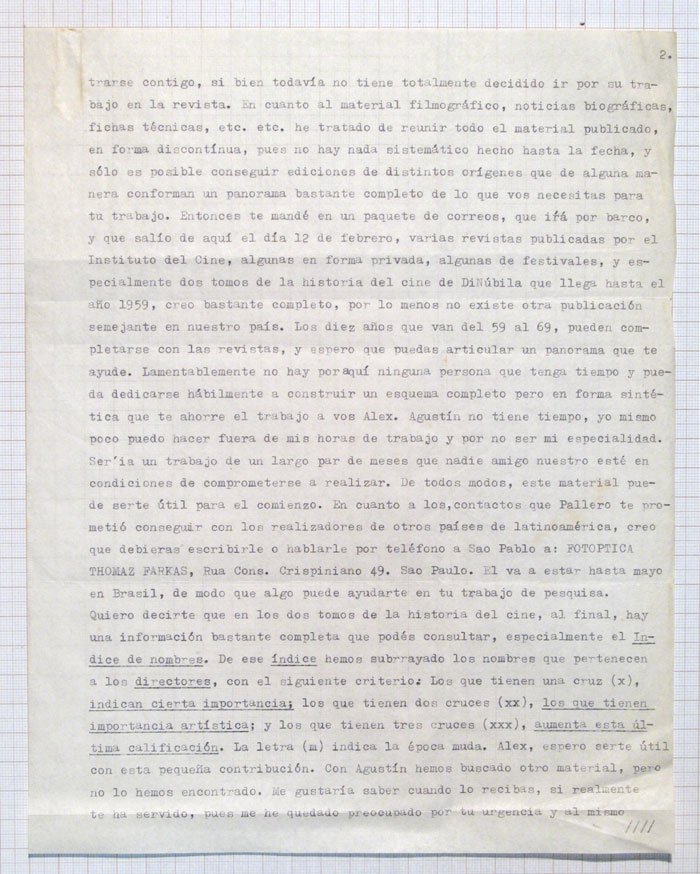 2.
trarse contigo., si bien todavía no tiene totalmente decidido ir por su tra-
bajo en la revista. En cuanto al material filmográfico, noticias biográficas,
fichas técnicas, etc. etc. he tratado de reunir todo el material publicado,
en forma discontínua, pues no hay nada sistemático hecho hasta la fecha, y
sólo es posible conseguir ediciones de distintos orígenes que de alguna ma-
nera conforman un panorama bastante completo de lo que vos necesitas para
tu trabajo. Entonces te mandé en un paquete de correos, que irá por barco,
y que salío de aquí el día 12 de febrero, varias revistas publicadas por el
Instituto del Cine, algunas en forma privada, algunas de festivales, y es-
pecialmente dos tomos de la historia del cine de DiNúbila que llega hasta el
año 1959, creo bastante completo, por lo menos no existe otra publicación
semejante en nuestro país. Los diez años que van del 59 al 69, pueden com-
pletarse con las revistas, y espero que puedas articular un panorama que te
ayude. Lamentablemente no hay por aquí ninguna persona que tenga tiempo y pue-
da dedicarse hábilmente a construir un esquema completo pero en forma sinté-
tica que te ahorre el trabajo a vos Alex. Agustín no tiene tiempo, yo mismo
poco puedo hacer fuera de mis horas de trabajo y por no ser mi especialidad.
Ser'ia un trabajo de un largo par de meses que nadie amigo nuestro esté en
condiciones de comprometerse a realizar. De todos modos, este material pue-
de serte útil para el comienzo. En cuanto a los,contactos que Pallero te pro-
metió conseguir con los realizadores de otros países de latinoamérica, creo
que debieras escribirle o hablarle por teléfono a Sao Pablo a: FOTOPTICA
THOMAZ FARKAS, Rua Cons. Crispiniano 49. Sao Paulo. El va a estar hasta mayo
en Brasil, de modo que algo puede ayudarte en tu trabajo de pesquisa.
Quiero decirte que en los dos tomos de la historia del cine, al final, hay
una información bastante completa que podés consultar, especialmente el In-
dice de nombres. De ese índice hemos subrrayado los nombres que pertenecen
a los directores, con el siguiente criterio: Los que tienen una cruz (x),
indican cierta importancia; los que tienen dos cruces (xx), los que tienen
importancia artística; y los que tienen tres cruces (xxx), aumenta esta úl-
tima calificación. La letra (m) indica la época muda. Alex, espero serte útil
con esta pequeña contribución. Con Agustín hemos buscado otro material, pero
no lo hemos encontrado. Me gustaría saber cuando lo recibas, si realmente
te ha servido, pues me he quedado preocupado por tu urgencia y al mismo
////